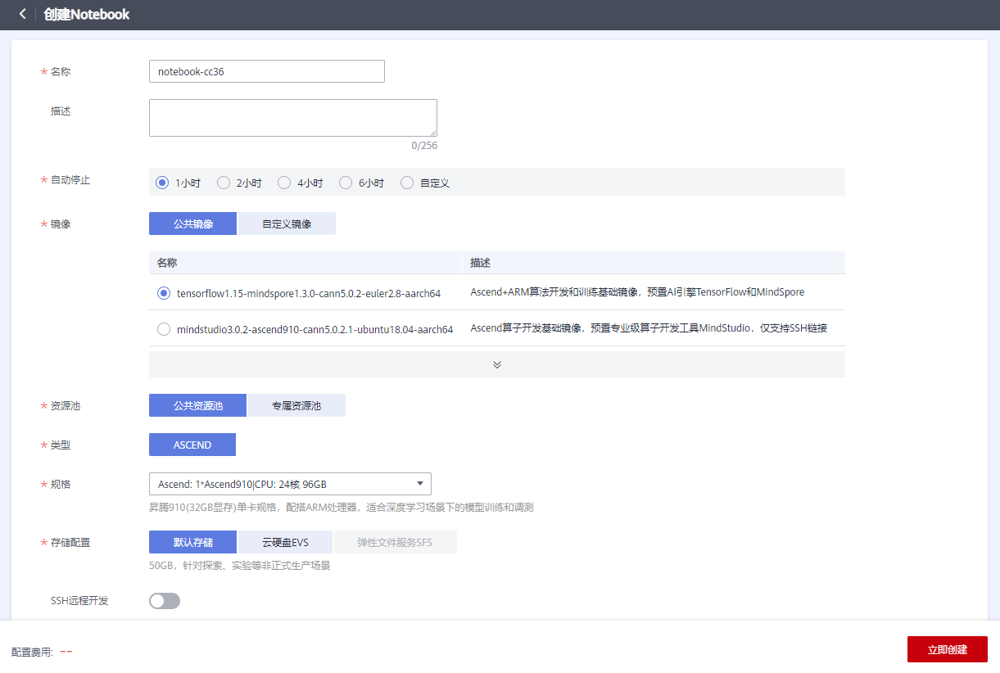 创建Notebook
* 名称 notebook-cc36
描述
0/256
* 自动停止 1小时 2小时 4小时 6小时 自定义
* 镜像 公共镜像 自定义镜像
名称 描述
tensorflow1.15-mindspore1.3.0-cann5.0.2-euler2.8-aarch64 Ascend+ARM算法开发和训练基础镜像，预置AI引擎TensorFlow和MindSpore
mindstudio3.0.2-ascend910-cann5.0.2.1-ubuntu18.04-aarch64 Ascend算子开发基础镜像，预置专业级算子开发工具MindStudio，仅支持SSH链接
* 资源池 公共资源池 专属资源池
* 类型 ASCEND
* 规格 Ascend: 1*Ascend910|CPU: 24核 96GB
昇腾910(32GB显存)单卡规格，配搭ARM处理器，适合深度学习场景下的模型训练和调测
* 存储配置 默认存储 云硬盘EVS 弹性文件服务SFS
50GB，针对探索、实验等非正式生产场景
SSH远程开发
配置费用: -- 立即创建